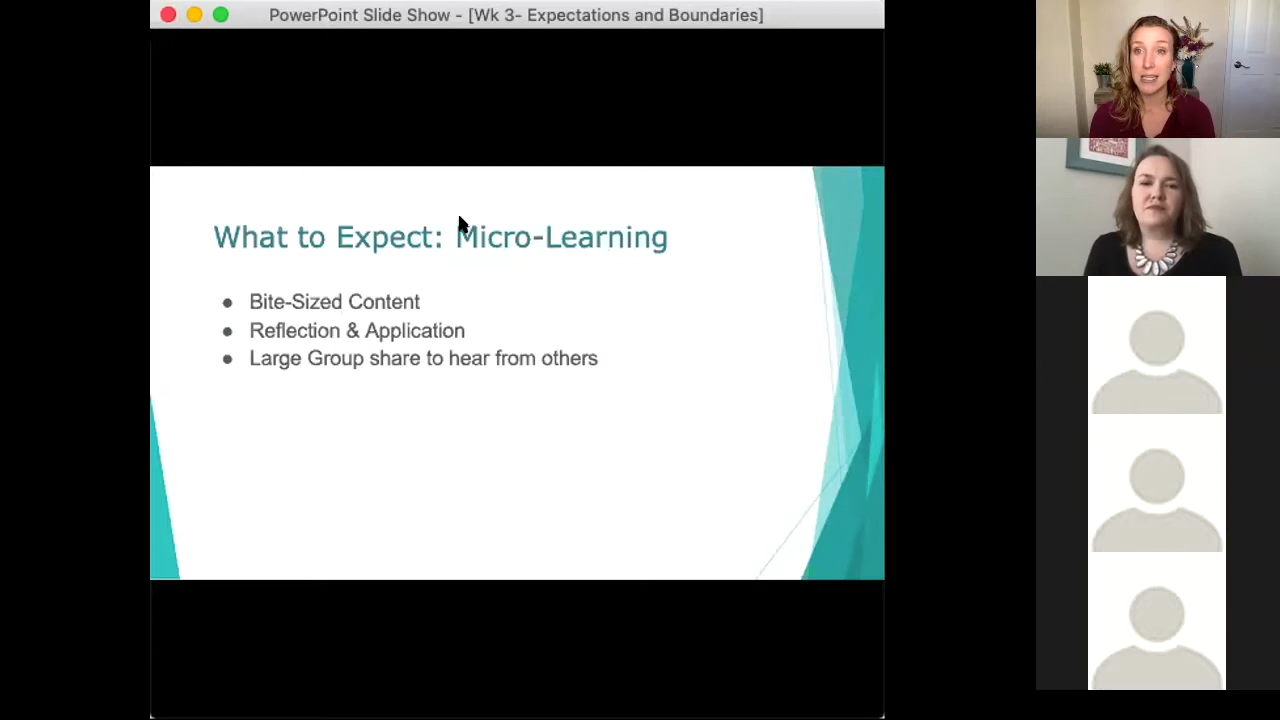 PowerPoint Slide Show - [Wk 3- Expectations and Boundaries]
What to Expect: Micro-Learning
● Bite-Sized Content
● Reflection & Application
● Large Group share to hear from others